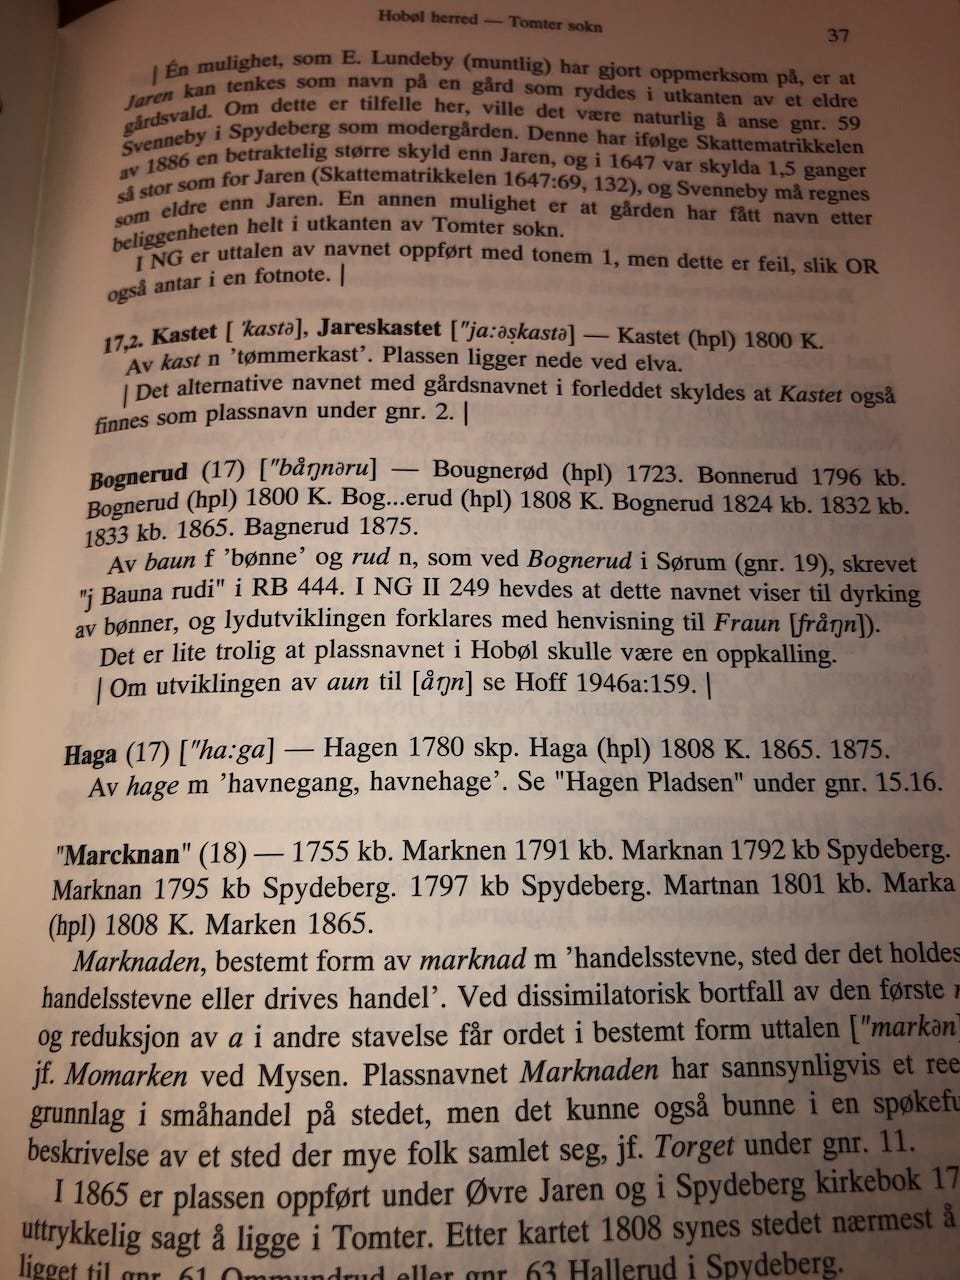 Hobøl herred — Tomter sokn
37
| Én mulighet, som E. Lundeby (muntlig) har gjort oppmerksom på, er at
Jaren kan tenkes som navn på en gård som ryddes i utkanten av et eldre
gårdsvald. Om dette er tilfelle her, ville det være naturlig å anse gnr. 59
Svenneby i Spydeberg som modergården. Denne har ifølge Skattematrikkelen
av 1886 en betraktelig større skyld enn Jaren, og i 1647 var skylda 1,5 ganger
så stor som for Jaren (Skattematrikkelen 1647:69, 132), og Svenneby må regnes
som eldre enn Jaren. En annen mulighet er at gården har fått navn etter
beliggenheten helt i utkanten av Tomter sokn.
I NG er uttalen av navnet oppført med tonem 1, men dette er feil, slik OR
også antar i en fotnote. |
17,2. Kastet [ 'kastə], Jareskastet ["ja:əṣkastə] — Kastet (hpl) 1800 K.
Av kast n ’tømmerkast’. Plassen ligger nede ved elva.
| Det alternative navnet med gårdsnavnet i forleddet skyldes at Kastet også
finnes som plassnavn under gnr. 2. |
Bognerud (17) ["båŋnəru] — Bougnerød (hpl) 1723. Bonnerud 1796 kb.
Bognerud (hpl) 1800 K. Bog...erud (hpl) 1808 K. Bognerud 1824 kb. 1832 kb.
1833 kb. 1865. Bagnerud 1875.
Av baun f ’bønne’ og rud n, som ved Bognerud i Sørum (gnr. 19), skrevet
"j Bauna rudi" i RB 444. I NG II 249 hevdes at dette navnet viser til dyrking
av bønner, og lydutviklingen forklares med henvisning til Fraun [fråŋn]).
Det er lite trolig at plassnavnet i Hobøl skulle være en oppkalling.
| Om utviklingen av aun til [åŋn] se Hoff 1946a:159. |
Haga (17) ["ha:ga] — Hagen 1780 skp. Haga (hpl) 1808 K. 1865. 1875.
Av hage m ’havnegang, havnehage’. Se "Hagen Pladsen" under gnr. 15.16.
"Marcknan" (18) — 1755 kb. Marknen 1791 kb. Marknan 1792 kb Spydeberg.
Marknan 1795 kb Spydeberg. 1797 kb Spydeberg. Martnan 1801 kb. Marka
(hpl) 1808 K. Marken 1865.
Marknaden, bestemt form av marknad m ’handelsstevne, sted der det holdes
handelsstevne eller drives handel’. Ved dissimilatorisk bortfall av den første
og reduksjon av a i andre stavelse får ordet i bestemt form uttalen ["markən]
jf. Momarken ved Mysen. Plassnavnet Marknaden har sannsynligvis et ree
grunnlag i småhandel på stedet, men det kunne også bunne i en spøkefu
beskrivelse av et sted der mye folk samlet seg, jf. Torget under gnr. 11.
I 1865 er plassen oppført under Øvre Jaren og i Spydeberg kirkebok 17
uttrykkelig sagt å ligge i Tomter. Etter kartet 1808 synes stedet nærmest å
ligget til gnr. 61 Ommundrud eller gnr. 63 Hallerud i Spydeberg.